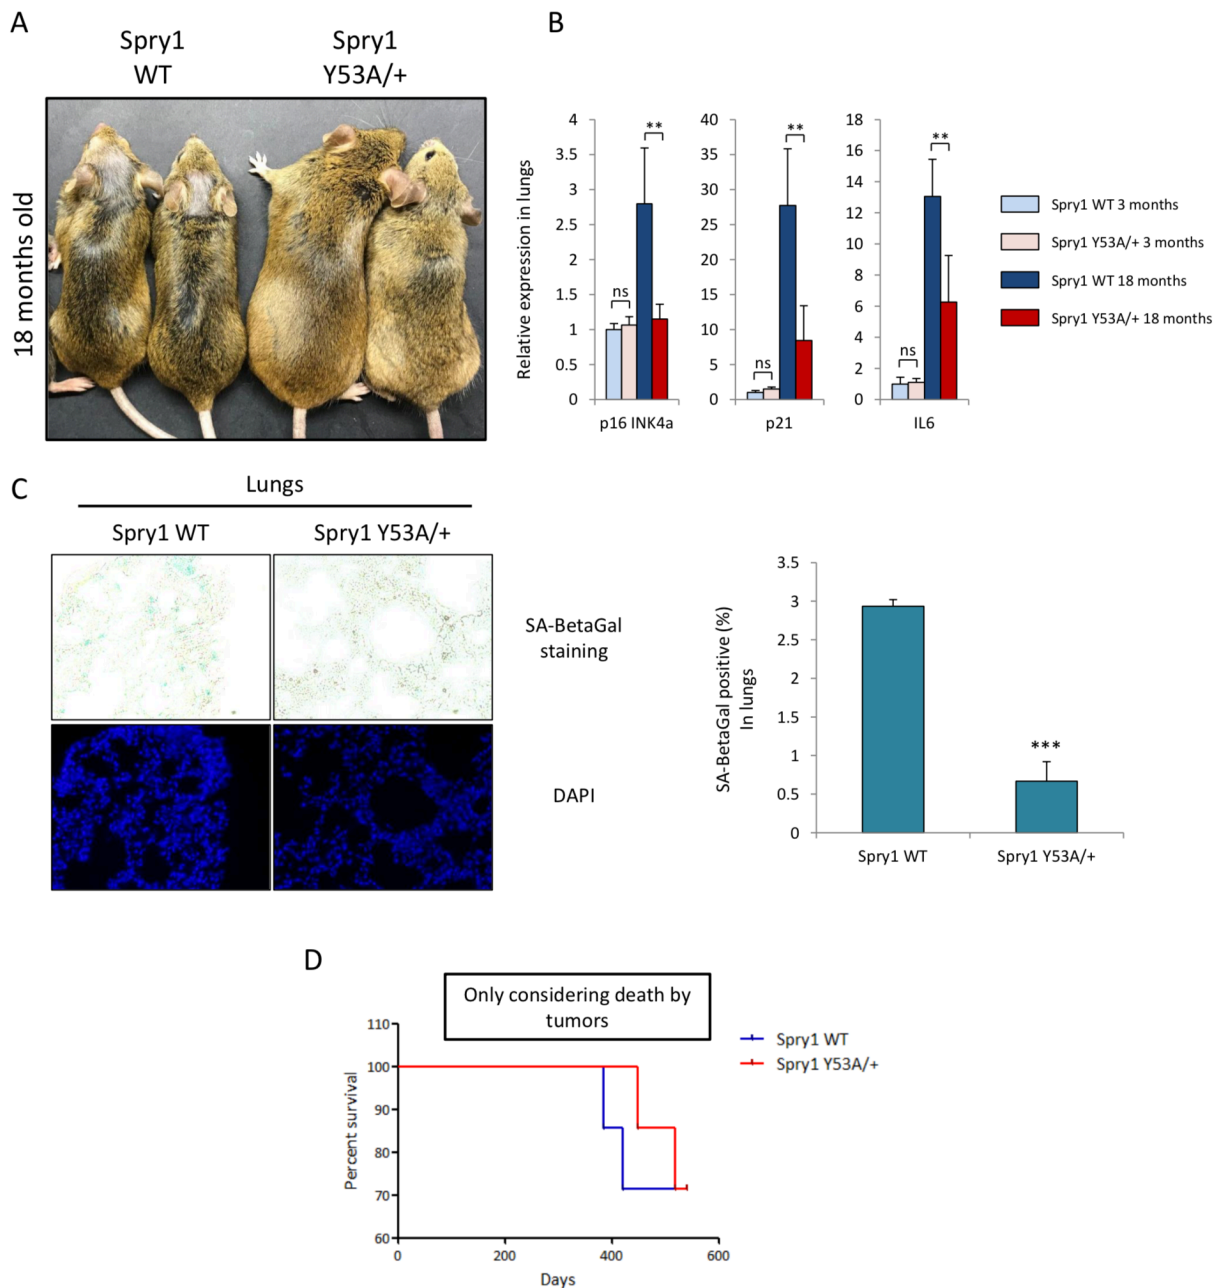 A
Spry1
WT
Spry1
Y53A/+
18 months old
B
Relative expression in lungs
4
3.5
3
2.5
2
1.5
1
0.5
0
**
ns
p16 INK4a
40
35
30
25
20
15
10
5
0
**
ns
p21
18
16
14
12
10
8
6
4
2
0
**
ns
IL6
Spry1 WT 3 months
Spry1 Y53A/+ 3 months
Spry1 WT 18 months
Spry1 Y53A/+ 18 months
C
Lungs
Spry1 WT
Spry1 Y53A/+
SA-BetaGal
staining
DAPI
SA-BetaGal positive (%)
In lungs
3.5
3
2.5
2
1.5
1
0.5
0
***
Spry1 WT
Spry1 Y53A/+
D
Only considering death by
tumors
Percent survival
110
100
90
80
70
60
0
200
400
600
Days
Spry1 WT
Spry1 Y53A/+